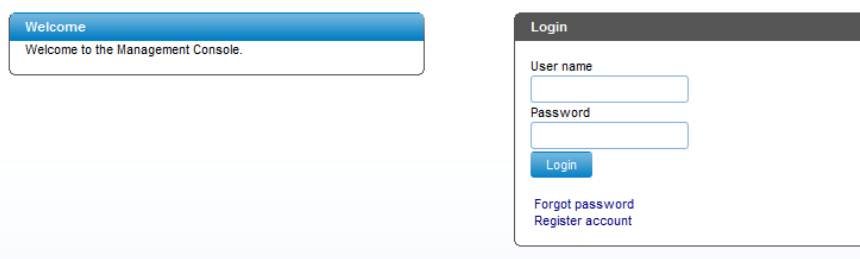 Welcome
Welcome to the Management Console.
Login
User name
Password
Login
Forgot password
Register account